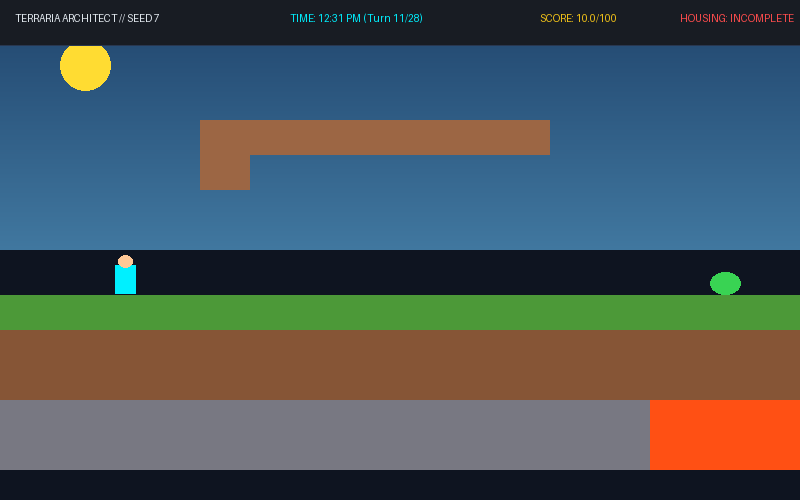 TERRARIA ARCHITECT // SEED 7
TIME: 12:31 PM (Turn 11/28)
SCORE: 10.0/100
HOUSING: INCOMPLETE